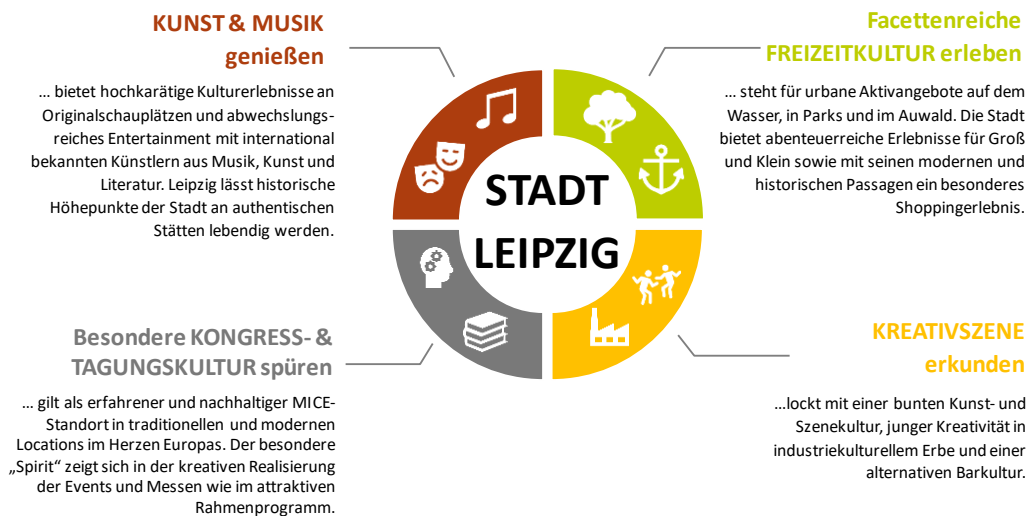 KUNST & MUSIK
genießen
... bietet hochkarätige Kulturerlebnisse an
Originalschauplätzen und abwechslungs-
reiches Entertainment mit international
bekannten Künstlern aus Musik, Kunst und
Literatur. Leipzig lässt historische
Höhepunkte der Stadt an authentischen
Stätten lebendig werden.
Facettenreiche
FREIZEITKULTUR erleben
... steht für urbane Aktivangebote auf dem
Wasser, in Parks und im Auwald. Die Stadt
bietet abenteuerreiche Erlebnisse für Groß
und Klein sowie mit seinen modernen und
historischen Passagen ein besonderes
Shoppingerlebnis.
STADT
LEIPZIG
Besondere KONGRESS- &
TAGUNGSKULTUR spüren
... gilt als erfahrener und nachhaltiger MICE-
Standort in traditionellen und modernen
Locations im Herzen Europas. Der besondere
„Spirit“ zeigt sich in der kreativen Realisierung
der Events und Messen wie im attraktiven
Rahmenprogramm.
KREATIVSZENE
erkunden
...lockt mit einer bunten Kunst- und
Szenekultur, junger Kreativität in
industriekulturellem Erbe und einer
alternativen Barkultur.